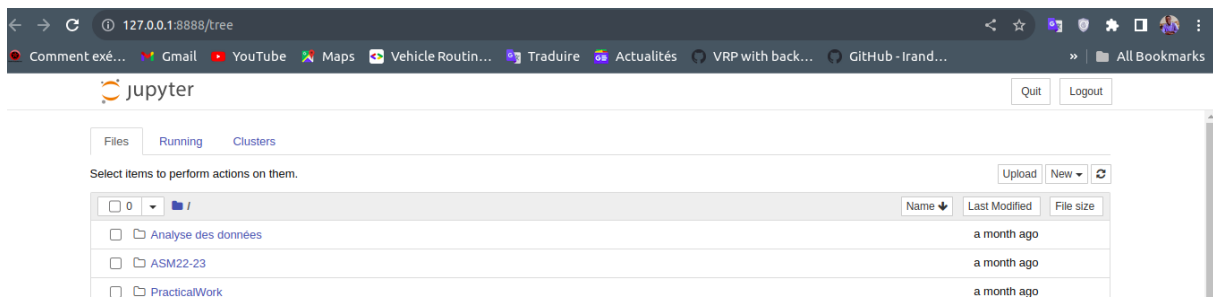 127.0.0.1:8888/tree
Comment exé... Gmail YouTube Maps Vehicle Routin... Traduire Actualités VRP with back... GitHub - Irand... » All Bookmarks
jupyter Quit Logout
Files Running Clusters
Select items to perform actions on them. Upload New
0 / Name Last Modified File size
Analyse des données a month ago
ASM22-23 a month ago
PracticalWork a month ago